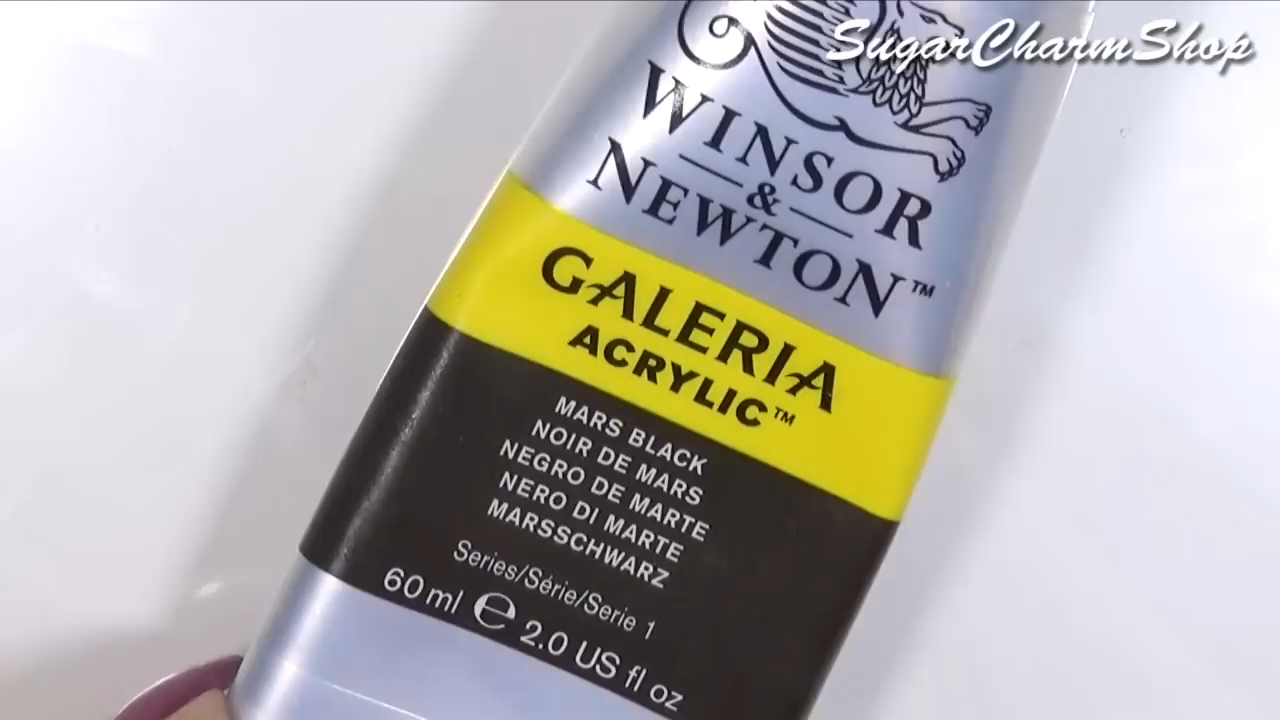 SugarCharmShop
WINSOR
&
NEWTON™
GALERIA
ACRYLIC™
MARS BLACK
NOIR DE MARS
NEGRO DE MARTE
NERO DI MARTE
MARSSCHWARZ
Series/Série/Serie 1
60 ml ℮ 2.0 US fl oz